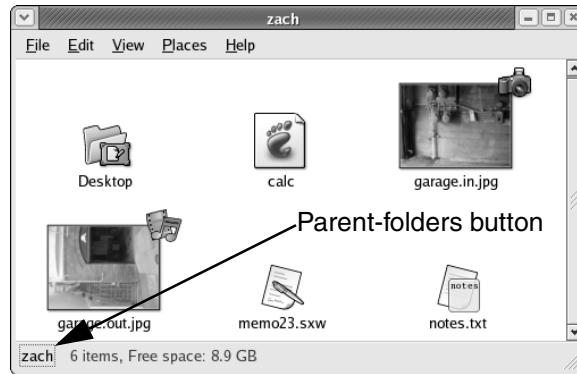 zach
File Edit View Places Help
Desktop
calc
garage.in.jpg
Parent-folders button
notes
garage.out.jpg
memo23.sxw
notes.txt
zach 6 items, Free space: 8.9 GB